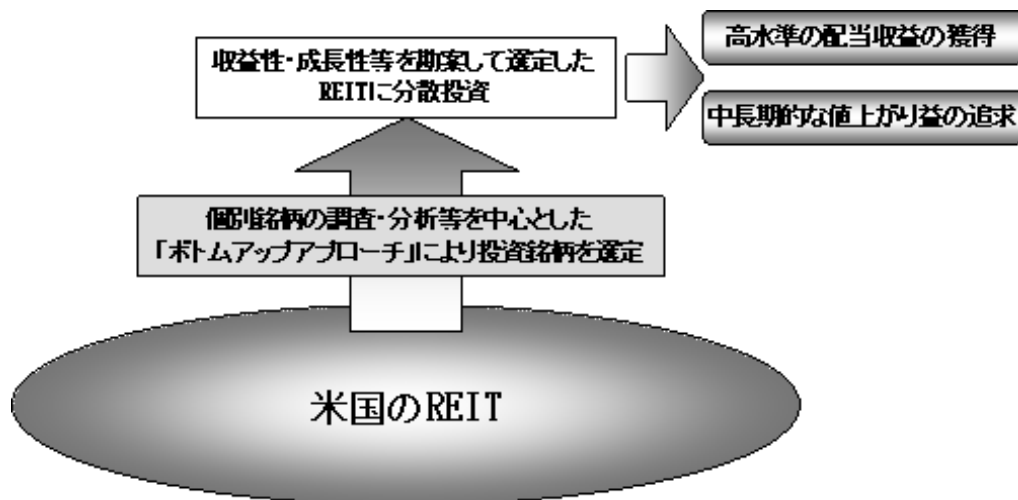 高水準の配当収益の獲得
収益性・成長性等を勘案して選定した
REITに分散投資
中長期的な値上がり益の追求
個別銘柄の調査・分析等を中心とした
「ボトムアップアプローチ」により投資銘柄を選定
米国のREIT